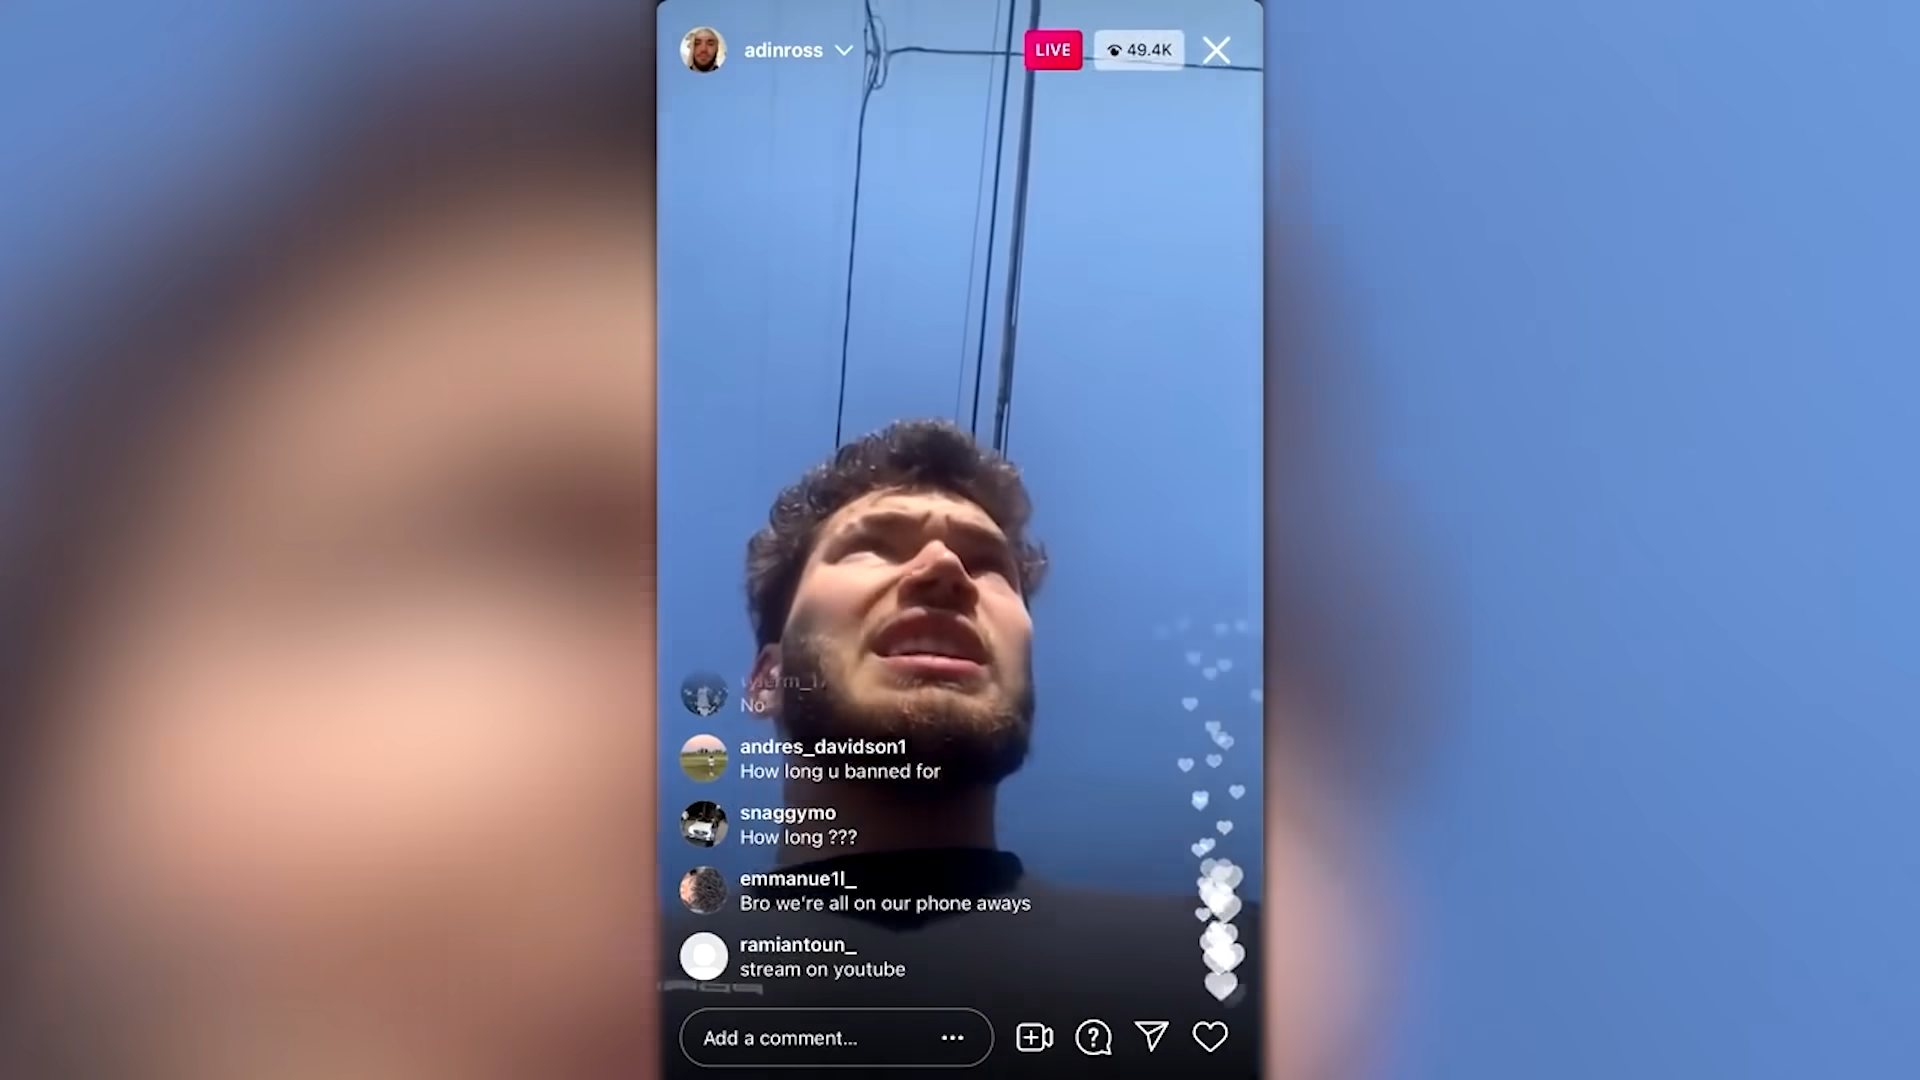 adinross
LIVE
49.4K
No
andres_davidson1
How long u banned for
snaggymo
How long ???
emmanue1l_
Bro we're all on our phone aways
ramiantoun_
stream on youtube
Add a comment...